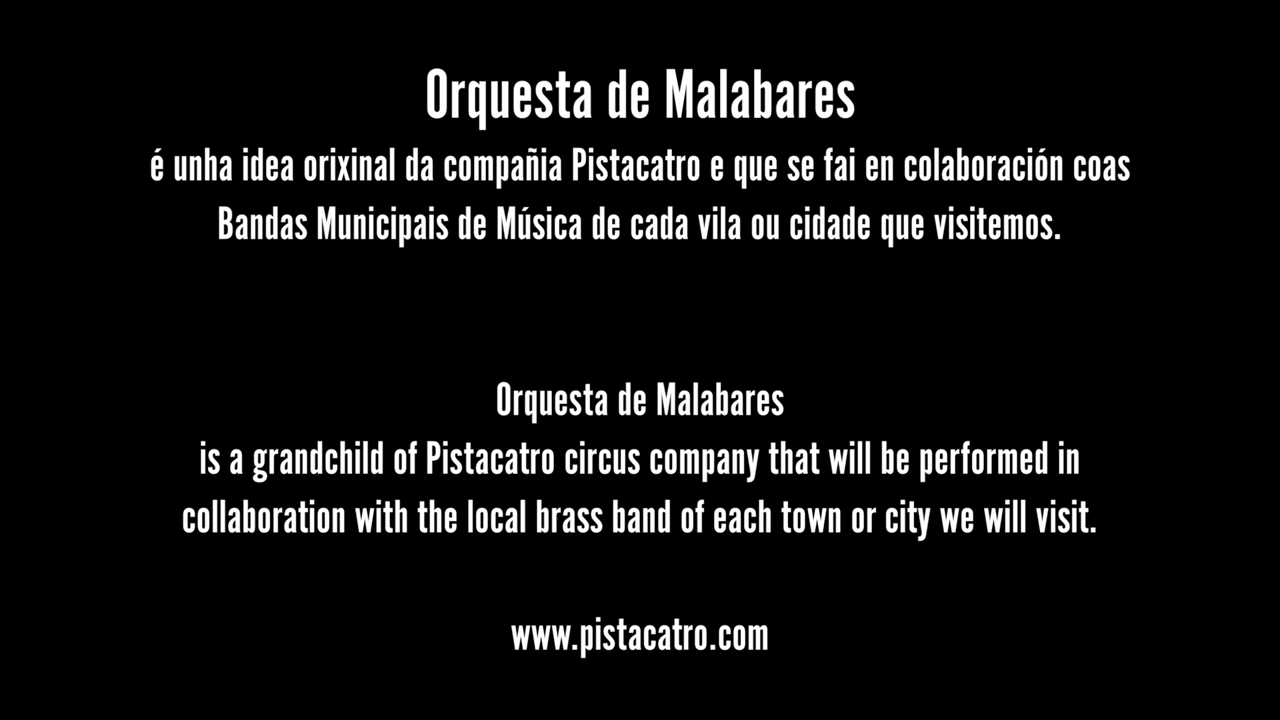 Orquesta de Malabares
é unha idea orixinal da compañia Pistacatro e que se fai en colaboración coas
Bandas Municipais de Música de cada vila ou cidade que visitemos.
Orquesta de Malabares
is a grandchild of Pistacatro circus company that will be performed in
collaboration with the local brass band of each town or city we will visit.
www.pistacatro.com